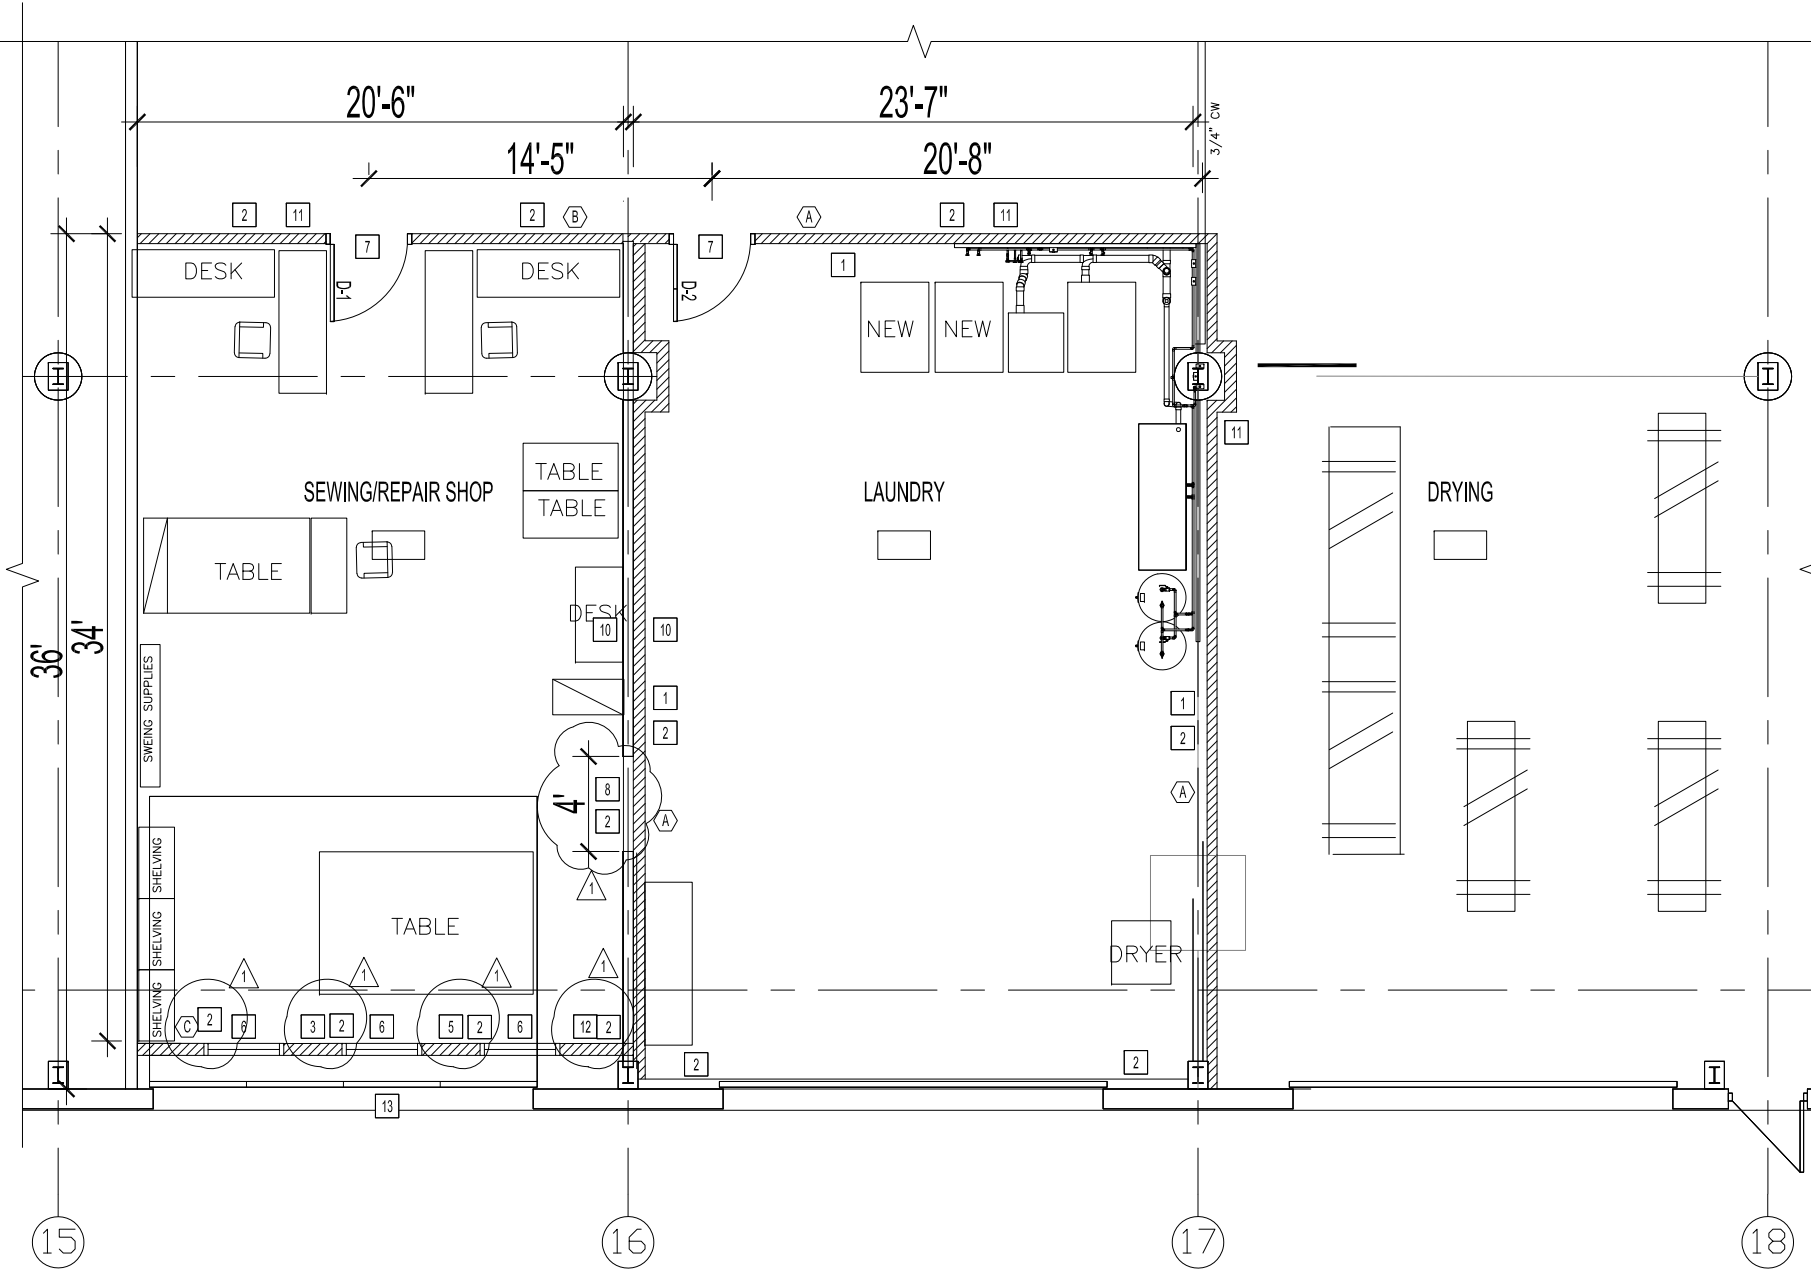 20'-6"
23'-7"
3/4" CW
14'-5"
20'-8"
2
11
2
B
A
2
11
7
7
1
DESK
DESK
D-1
D-2
NEW
NEW
11
TABLE
TABLE
SEWING/REPAIR SHOP
LAUNDRY
DRYING
TABLE
DESK
10
10
36'
34'
SWEING SUPPLIES
1
1
2
2
4'
8
2
A
A
SHELVING
1
TABLE
SHELVING
DRYER
1
1
1
1
SHELVING
C
2
6
3
2
6
5
2
6
12
2
2
2
13
15
16
17
18